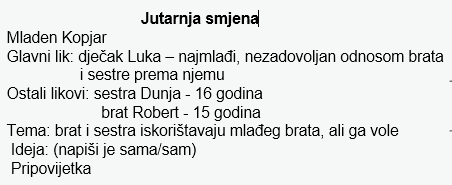 Jutarnja smjena
Mladen Kopjar
Glavni lik: dječak Luka – najmlađi, nezadovoljan odnosom brata
i sestre prema njemu
Ostali likovi: sestra Dunja - 16 godina
brat Robert - 15 godina
Tema: brat i sestra iskorištavaju mlađeg brata, ali ga vole
Ideja: (napiši je sama/sam)
Pripovijetka